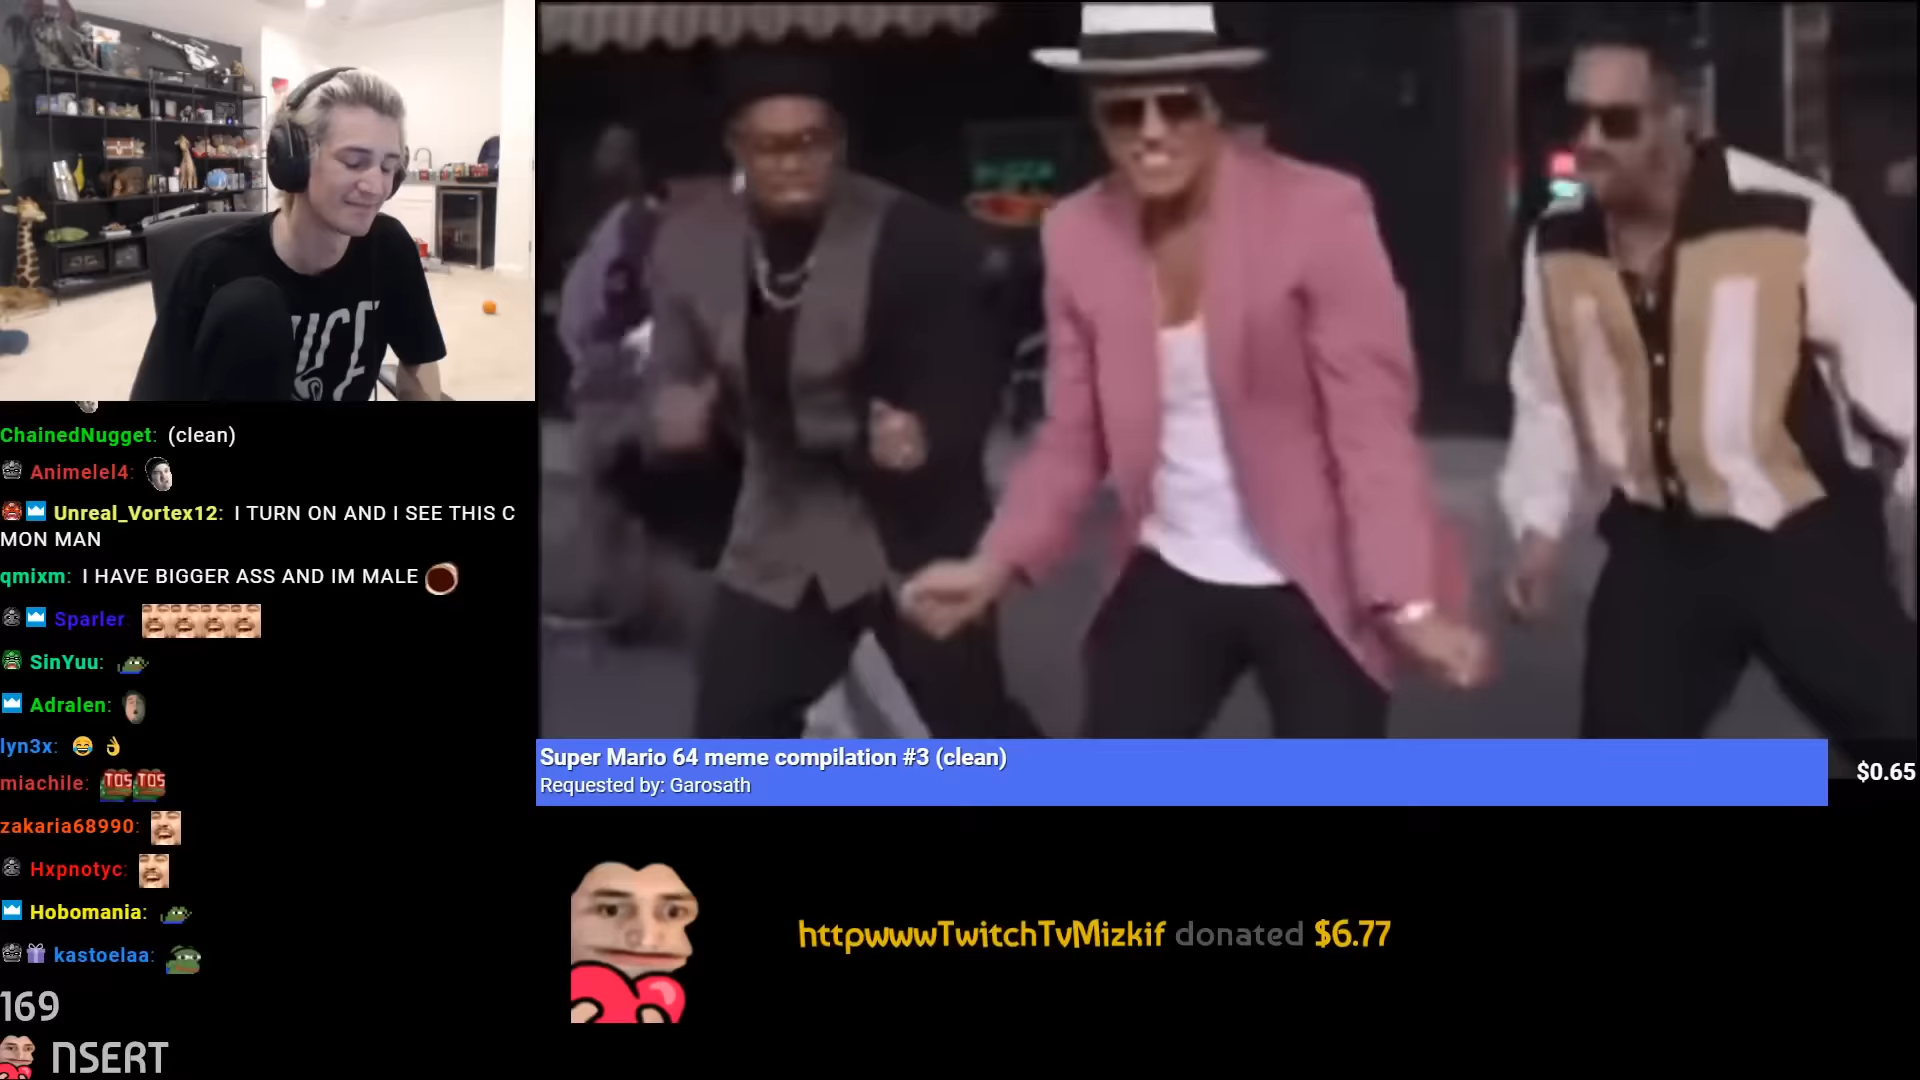 ChainedNugget: (clean)
Animelel4:
Unreal_Vortex12: I TURN ON AND I SEE THIS C
MON MAN
qmixm: I HAVE BIGGER ASS AND IM MALE
Sparler:
SinYuu:
Adralen:
lyn3x: 😂 👌
miachile: TOS TOS
zakaria68990:
Hxpnotyc:
Hobomania:
kastoelaa:
169
NSERT
Super Mario 64 meme compilation #3 (clean)
Requested by: Garosath
$0.65
httpwwwTwitchTvMizkif donated $6.77